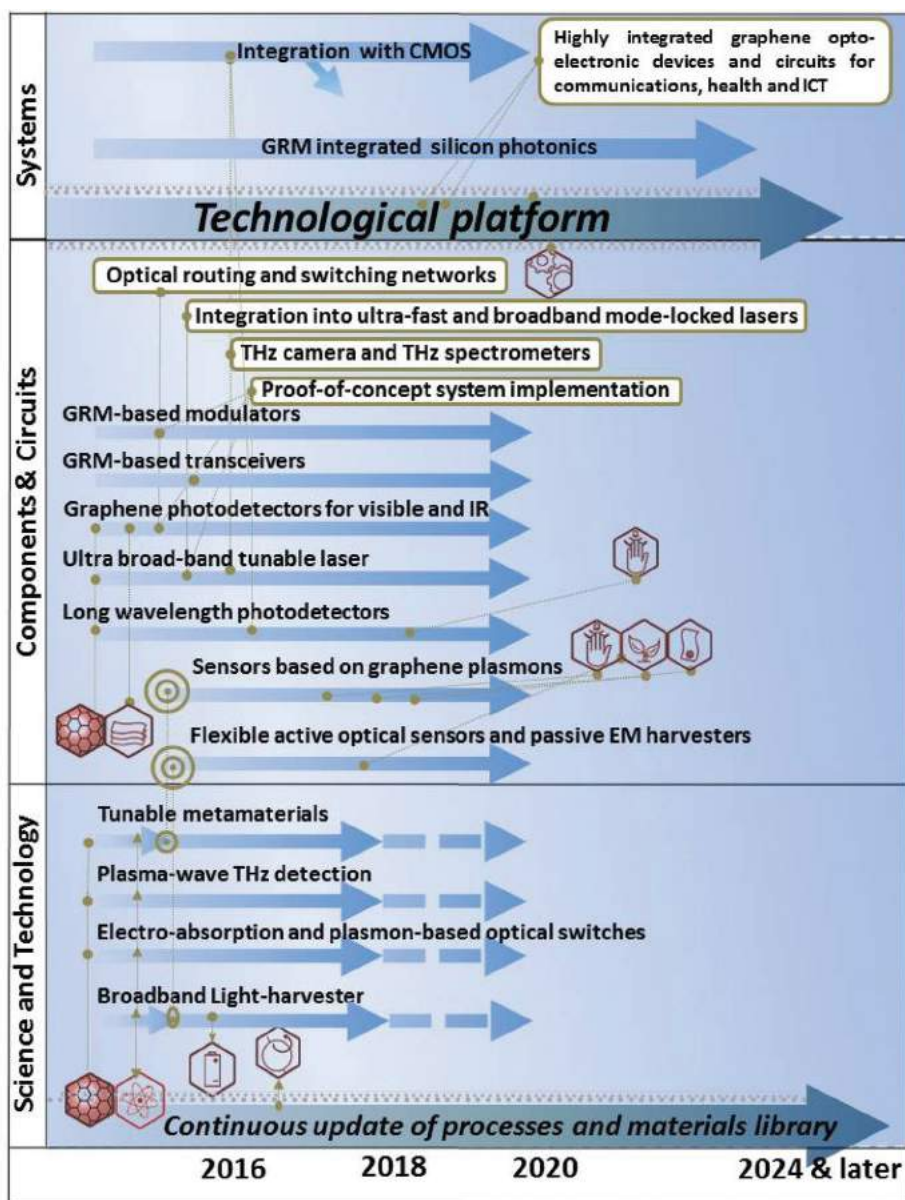 Systems
Integration with CMOS
Highly integrated graphene opto-
electronic devices and circuits for
communications, health and ICT
GRM integrated silicon photonics
Technological platform
Components & Circuits
Optical routing and switching networks
Integration into ultra-fast and broadband mode-locked lasers
THz camera and THz spectrometers
Proof-of-concept system implementation
GRM-based modulators
GRM-based transceivers
Graphene photodetectors for visible and IR
Ultra broad-band tunable laser
Long wavelength photodetectors
Sensors based on graphene plasmons
Flexible active optical sensors and passive EM harvesters
Science and Technology
Tunable metamaterials
Plasma-wave THz detection
Electro-absorption and plasmon-based optical switches
Broadband Light-harvester
Continuous update of processes and materials library
2016 2018 2020 2024 & later